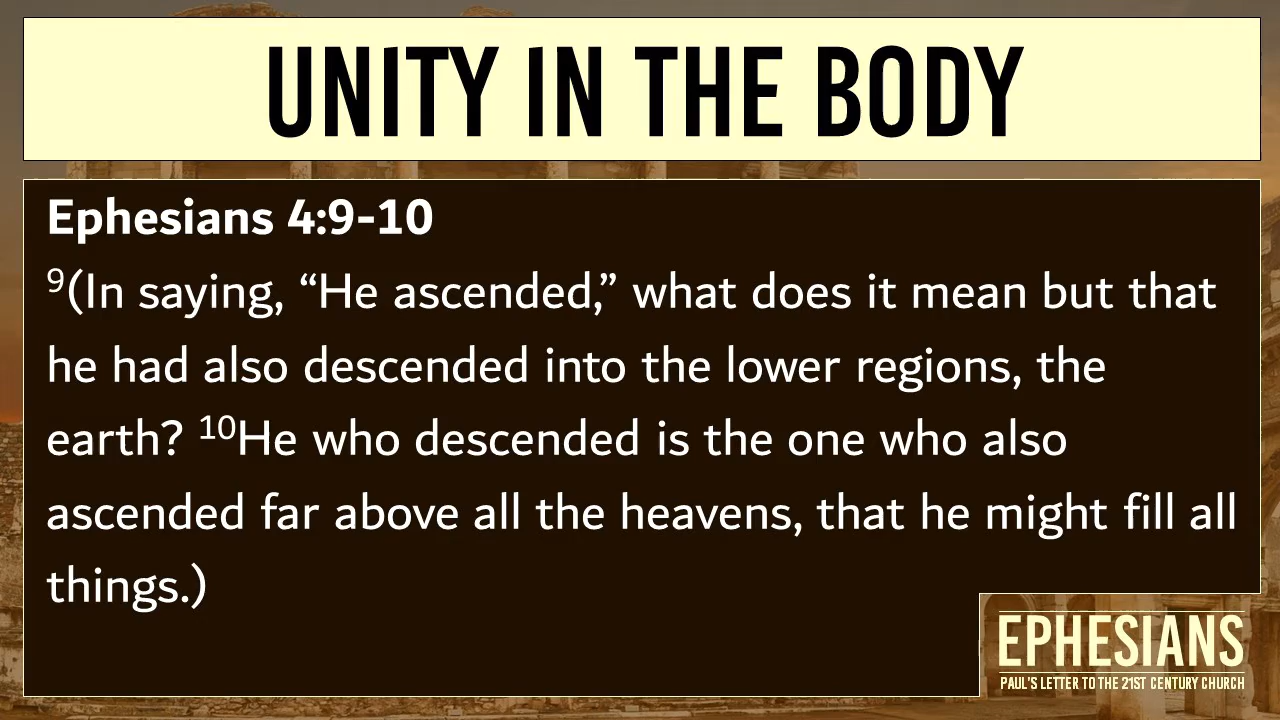 UNITY IN THE BODY
Ephesians 4:9-10
⁹(In saying, “He ascended,” what does it mean but that
he had also descended into the lower regions, the
earth? ¹⁰He who descended is the one who also
ascended far above all the heavens, that he might fill all
things.)
EPHESIANS
PAUL'S LETTER TO THE 21ST CENTURY CHURCH